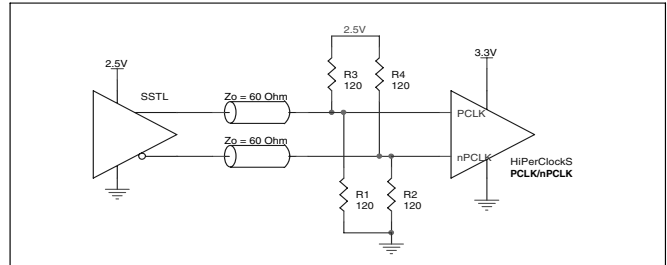 2.5V
2.5V
3.3V
SSTL
Zo = 60 Ohm
R3
120
R4
120
PCLK
Zo = 60 Ohm
nPCLK
HiPerClockS
PCLK/nPCLK
R1
120
R2
120